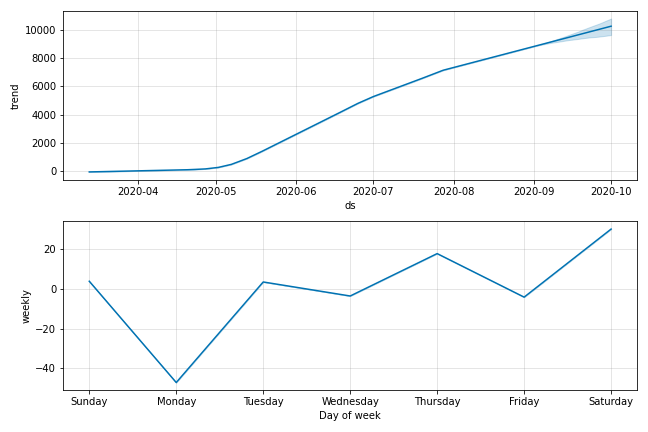 10000
8000
6000
4000
2000
0
trend
2020-04 2020-05 2020-06 2020-07 2020-08 2020-09 2020-10
ds
20
0
−20
−40
weekly
Sunday Monday Tuesday Wednesday Thursday Friday Saturday
Day of week